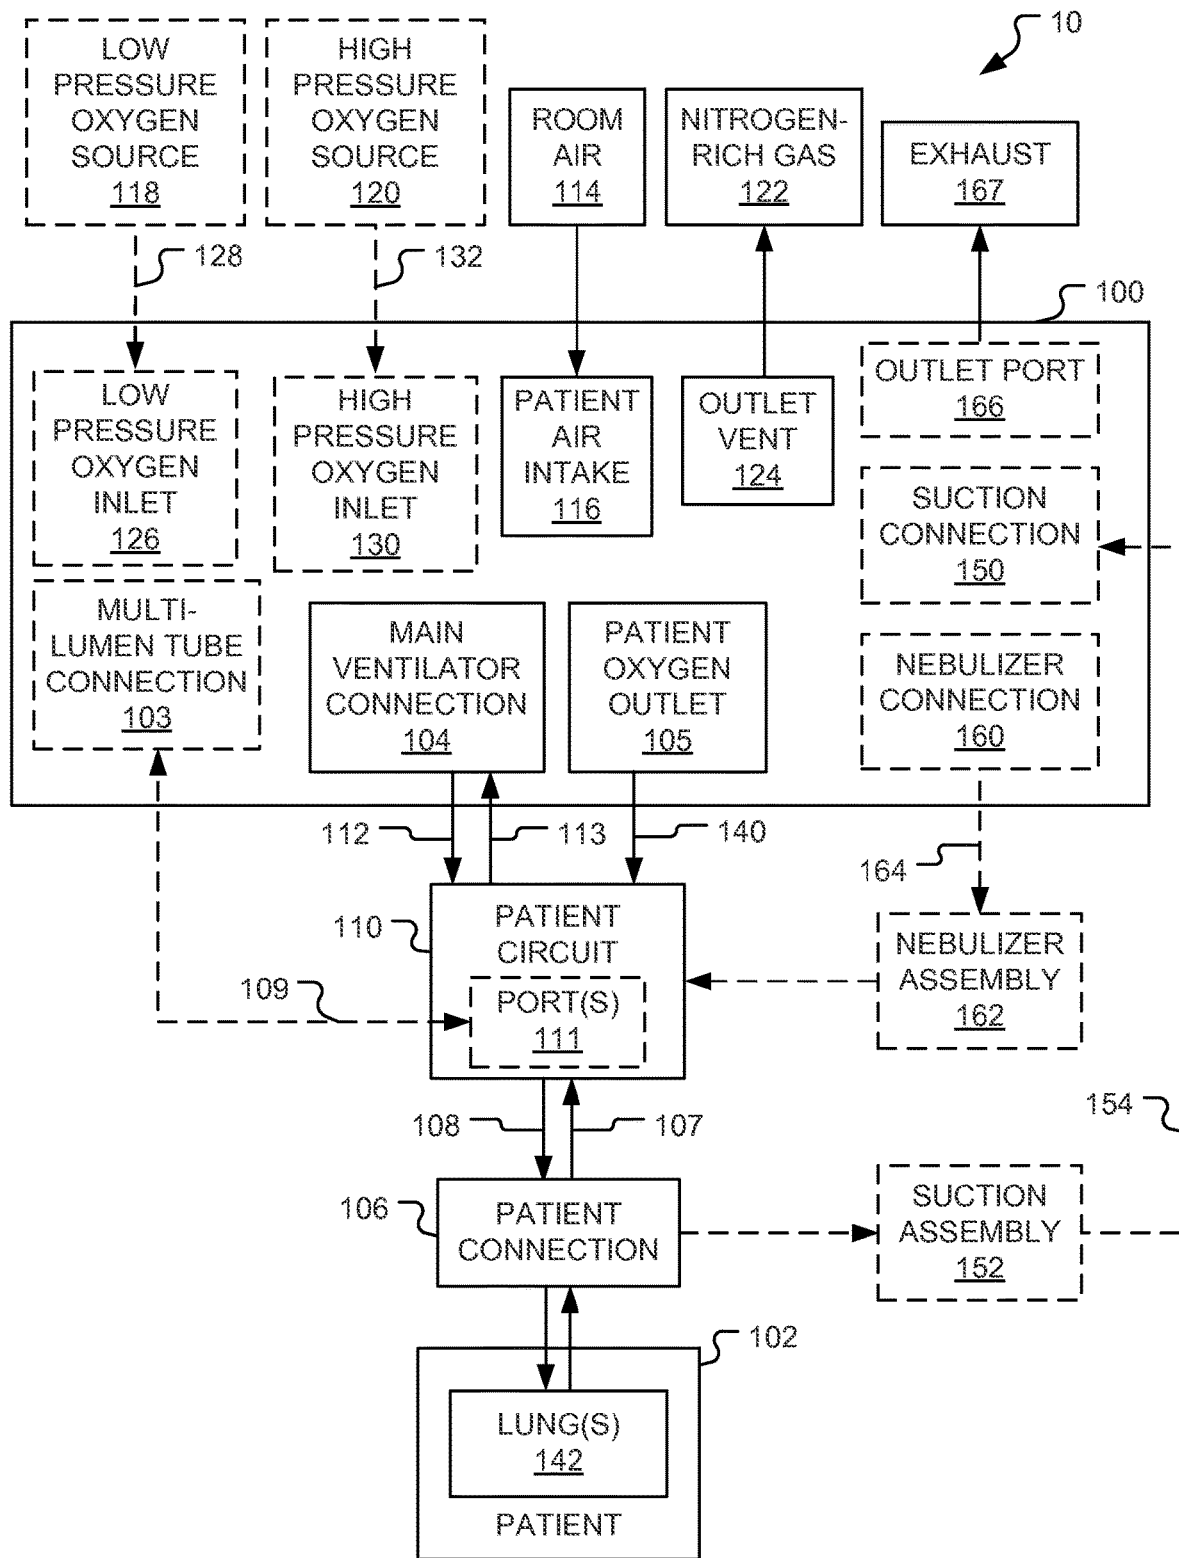 10
LOW
PRESSURE
OXYGEN
SOURCE
118
HIGH
PRESSURE
OXYGEN
SOURCE
120
ROOM
AIR
114
NITROGEN-
RICH GAS
122
EXHAUST
167
128
132
100
LOW
PRESSURE
OXYGEN
INLET
126
HIGH
PRESSURE
OXYGEN
INLET
130
PATIENT
AIR
INTAKE
116
OUTLET
VENT
124
OUTLET PORT
166
SUCTION
CONNECTION
150
MULTI-
LUMEN TUBE
CONNECTION
103
MAIN
VENTILATOR
CONNECTION
104
PATIENT
OXYGEN
OUTLET
105
NEBULIZER
CONNECTION
160
112
113
140
164
110
PATIENT
CIRCUIT
PORT(S)
111
109
NEBULIZER
ASSEMBLY
162
108
107
154
106
PATIENT
CONNECTION
SUCTION
ASSEMBLY
152
102
LUNG(S)
142
PATIENT